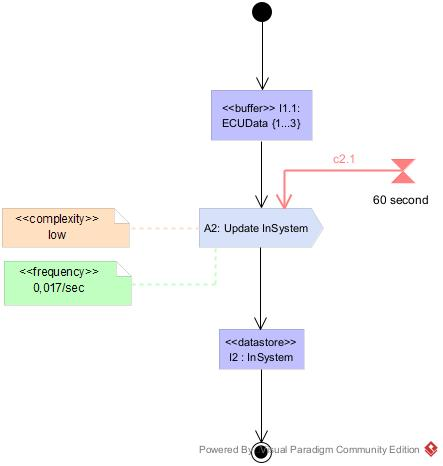 <<buffer>> I1.1:
ECUData {1...3}
c2.1
60 second
<<complexity>>
low
A2: Update InSystem
<<frequency>>
0,017/sec
<<datastore>>
I2 : InSystem
Powered By Visual Paradigm Community Edition